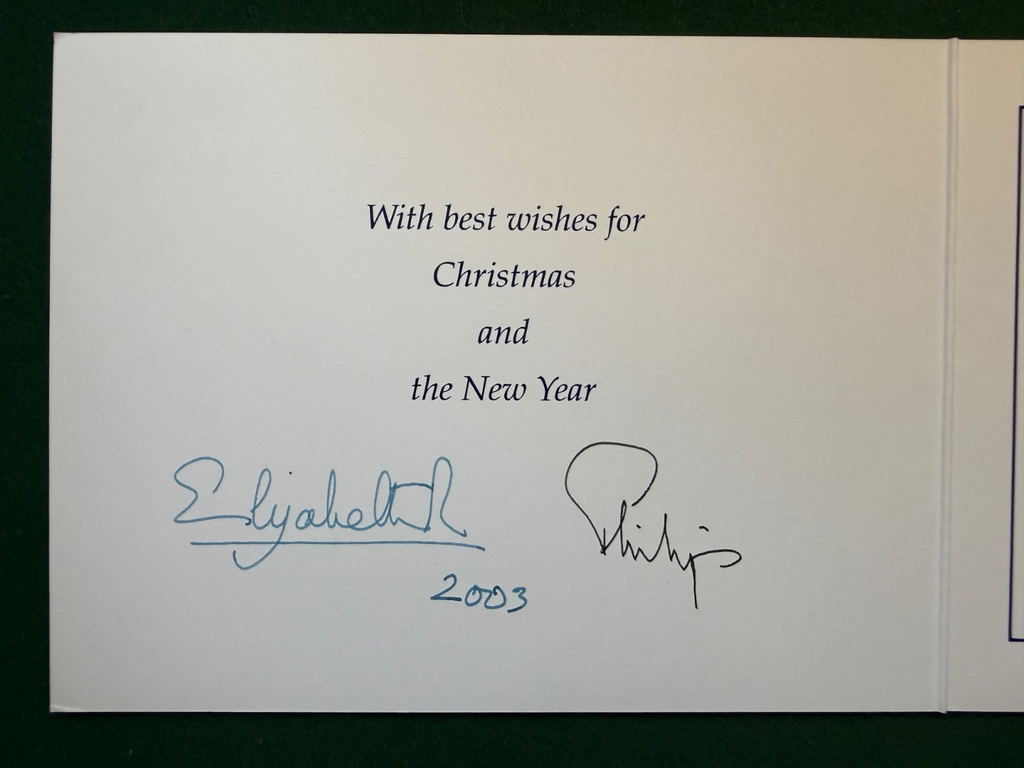 With best wishes for
Christmas
and
the New Year
Elizabeth R Philip
2003